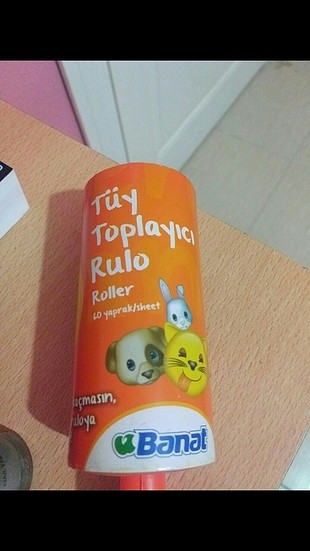 Tüy
Toplayıcı
Rulo
Roller
60 yaprak/sheet
Banat